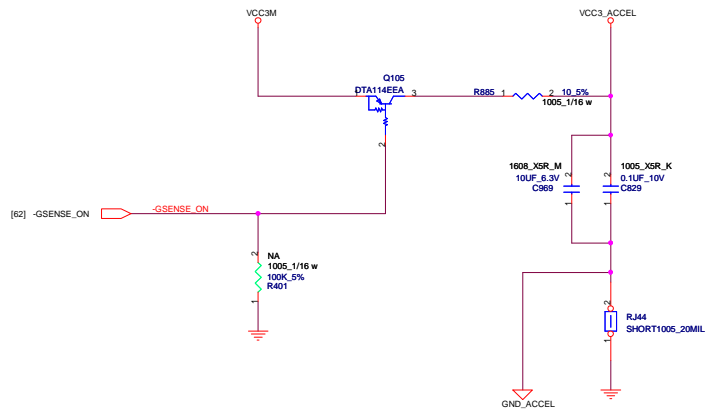 VCC3M
VCC3_ACCEL
Q105
DTA114EEA
1
3
2
R885
1
2
10_5%
1005_1/16 w
1608_X5R_M
10UF_6.3V
C969
2
1
1005_X5R_K
0.1UF_10V
C829
2
1
[62] -GSENSE_ON
-GSENSE_ON
2
NA
1005_1/16 w
100K_5%
R401
1
2
RJ44
SHORT1005_20MIL
1
GND_ACCEL